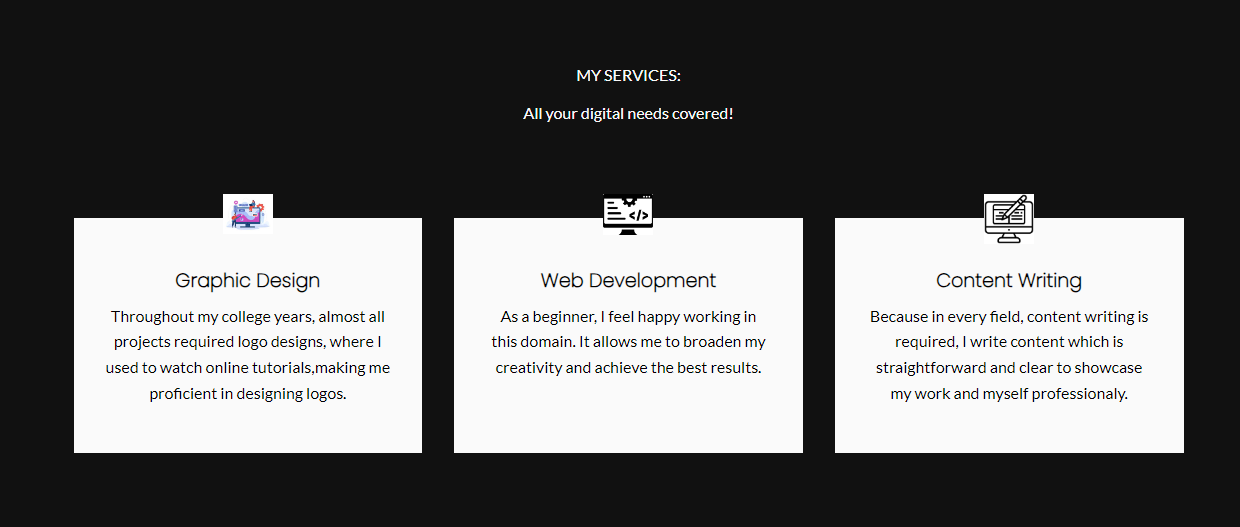 MY SERVICES:
All your digital needs covered!
Graphic Design
Throughout my college years, almost all
projects required logo designs, where I
used to watch online tutorials,making me
proficient in designing logos.
Web Development
As a beginner, I feel happy working in
this domain. It allows me to broaden my
creativity and achieve the best results.
Content Writing
Because in every field, content writing is
required, I write content which is
straightforward and clear to showcase
my work and myself professionaly.